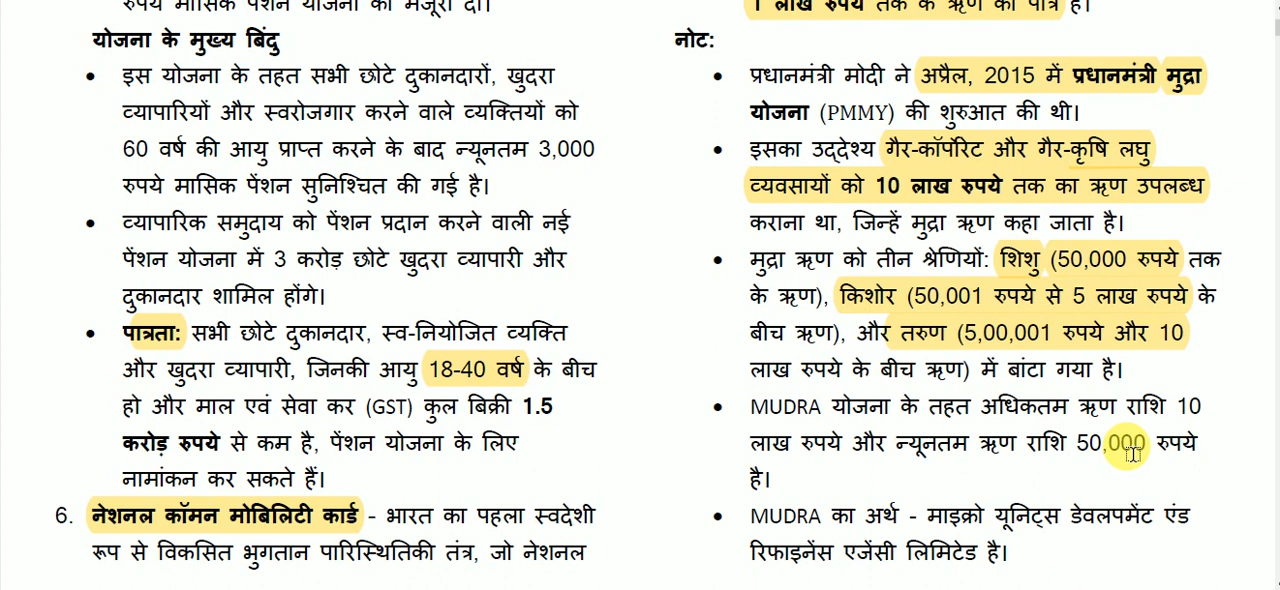 रुपये मासिक पेंशन योजना को मंजूरी दी।
योजना के मुख्य बिंदु
• इस योजना के तहत सभी छोटे दुकानदारों, खुदरा
व्यापारियों और स्वरोजगार करने वाले व्यक्तियों को
60 वर्ष की आयु प्राप्त करने के बाद न्यूनतम 3,000
रुपये मासिक पेंशन सुनिश्चित की गई है।
• व्यापारिक समुदाय को पेंशन प्रदान करने वाली नई
पेंशन योजना में 3 करोड़ छोटे खुदरा व्यापारी और
दुकानदार शामिल होंगे।
• पात्रता: सभी छोटे दुकानदार, स्व-नियोजित व्यक्ति
और खुदरा व्यापारी, जिनकी आयु 18-40 वर्ष के बीच
हो और माल एवं सेवा कर (GST) कुल बिक्री 1.5
करोड़ रुपये से कम है, पेंशन योजना के लिए
नामांकन कर सकते हैं।
6. नेशनल कॉमन मोबिलिटी कार्ड - भारत का पहला स्वदेशी
रूप से विकसित भुगतान पारिस्थितिकी तंत्र, जो नेशनल
1 लाख रुपये तक के ऋण की पात्र है।
नोट:
• प्रधानमंत्री मोदी ने अप्रैल, 2015 में प्रधानमंत्री मुद्रा
योजना (PMMY) की शुरुआत की थी।
• इसका उद्देश्य गैर-कॉर्पोरेट और गैर-कृषि लघु
व्यवसायों को 10 लाख रुपये तक का ऋण उपलब्ध
कराना था, जिन्हें मुद्रा ऋण कहा जाता है।
• मुद्रा ऋण को तीन श्रेणियों: शिशु (50,000 रुपये तक
के ऋण), किशोर (50,001 रुपये से 5 लाख रुपये के
बीच ऋण), और तरुण (5,00,001 रुपये और 10
लाख रुपये के बीच ऋण) में बांटा गया है।
• MUDRA योजना के तहत अधिकतम ऋण राशि 10
लाख रुपये और न्यूनतम ऋण राशि 50,000 रुपये
है।
• MUDRA का अर्थ - माइक्रो यूनिट्स डेवलपमेंट एंड
रिफाइनेंस एजेंसी लिमिटेड है।